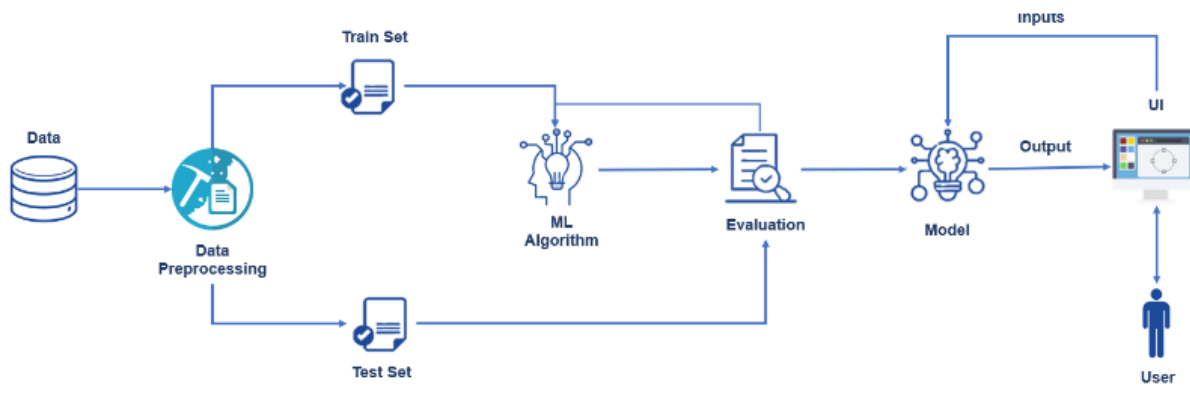 Inputs
Train Set
UI
Data
Output
ML
Algorithm
Evaluation
Model
Data
Preprocessing
Test Set
User